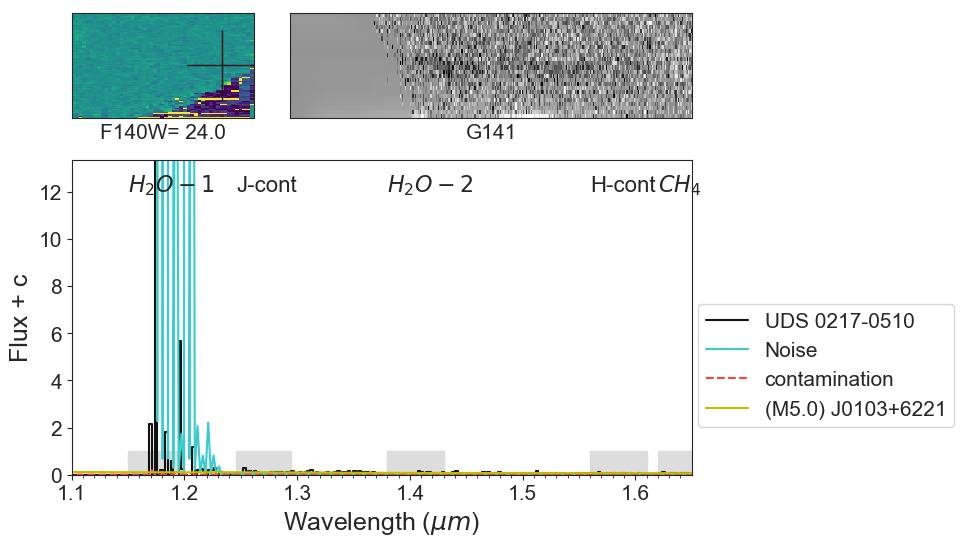 F140W= 24.0
G141
H₂O − 1
J-cont
H₂O − 2
H-cont
CH₄
12
10
8
6
4
2
0
Flux + c
1.1
1.2
1.3
1.4
1.5
1.6
Wavelength (μm)
UDS 0217-0510
Noise
contamination
(M5.0) J0103+6221